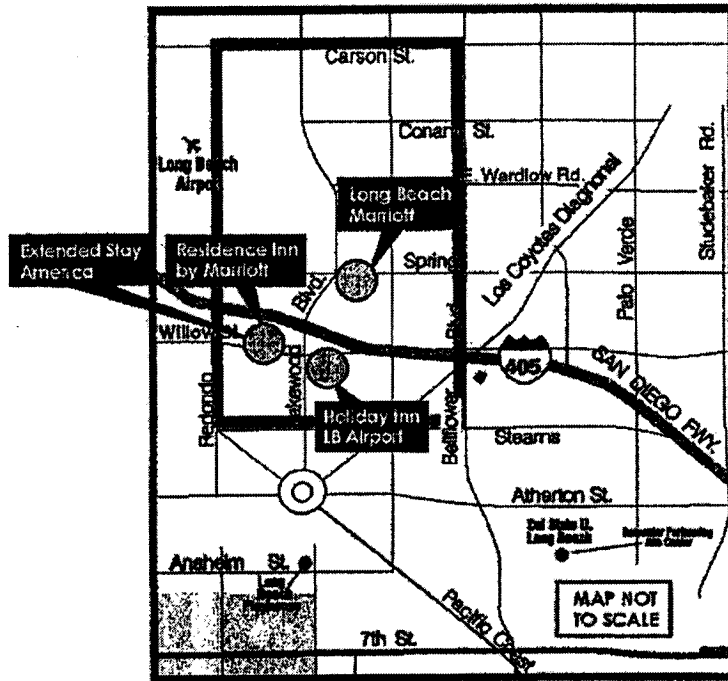 Carson St.
Conant St.
Long Beach
Airport
E. Wardlow Rd.
Long Beach
Marriott
Los Coyotes Diagnonal
Studebaker Rd.
Palo Verde
Extended Stay
America
Residence Inn
by Marriott
Spring
Blvd.
Willow St.
Blvd.
405
SAN DIEGO FWY.
Redondo
Lakewood
Holiday Inn
LB Airport
Bellflower
Stearns
Atherton St.
Cal State U.
Long Beach
Anaheim St.
Long
Beach
Pacific Coast
MAP NOT
TO SCALE
7th St.